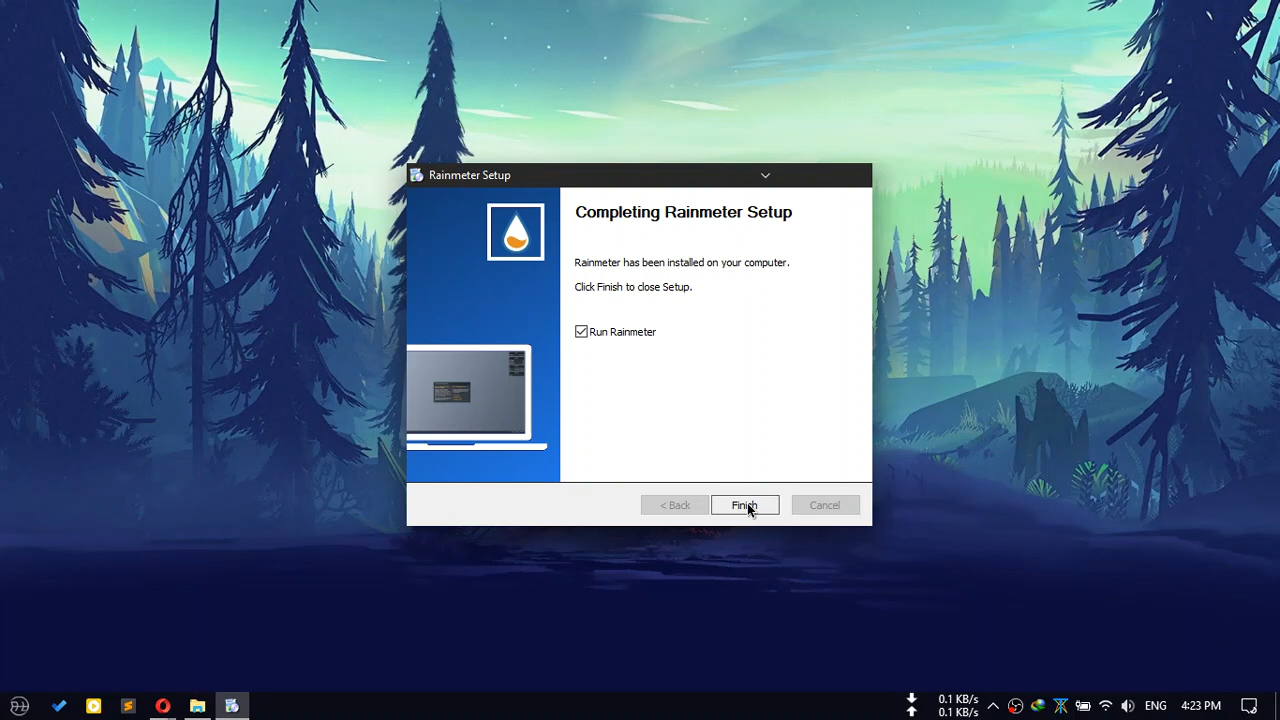 Rainmeter Setup
Completing Rainmeter Setup
Rainmeter has been installed on your computer.
Click Finish to close Setup.
Run Rainmeter
< Back
Finish
Cancel
0.1 KB/s
0.1 KB/s
ENG
4:23 PM